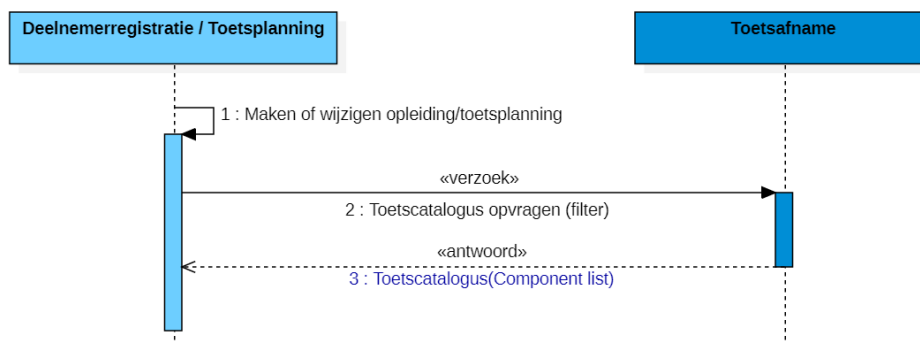 Deelnemerregistratie / Toetsplanning
Toetsafname
1 : Maken of wijzigen opleiding/toetsplanning
«verzoek»
2 : Toetscatalogus opvragen (filter)
«antwoord»
3 : Toetscatalogus(Component list)